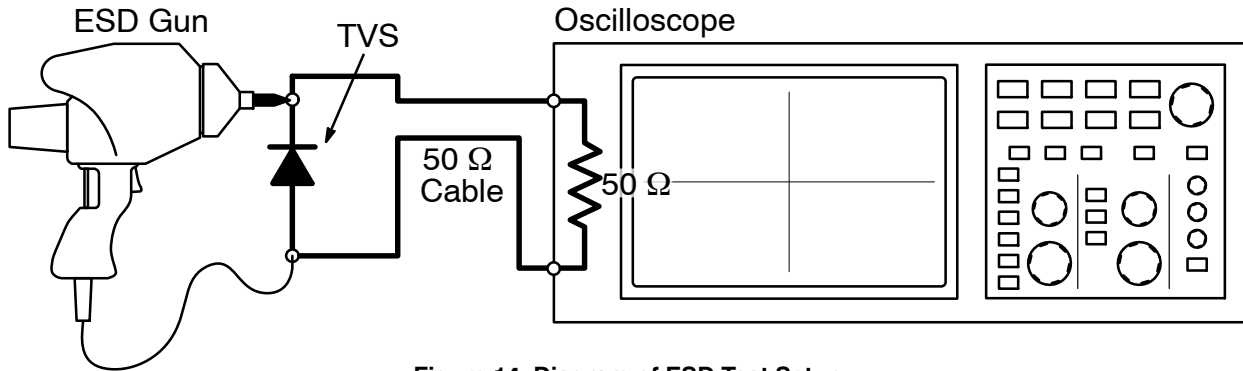 ESD Gun
TVS
Oscilloscope
50 Ω
Cable
50 Ω